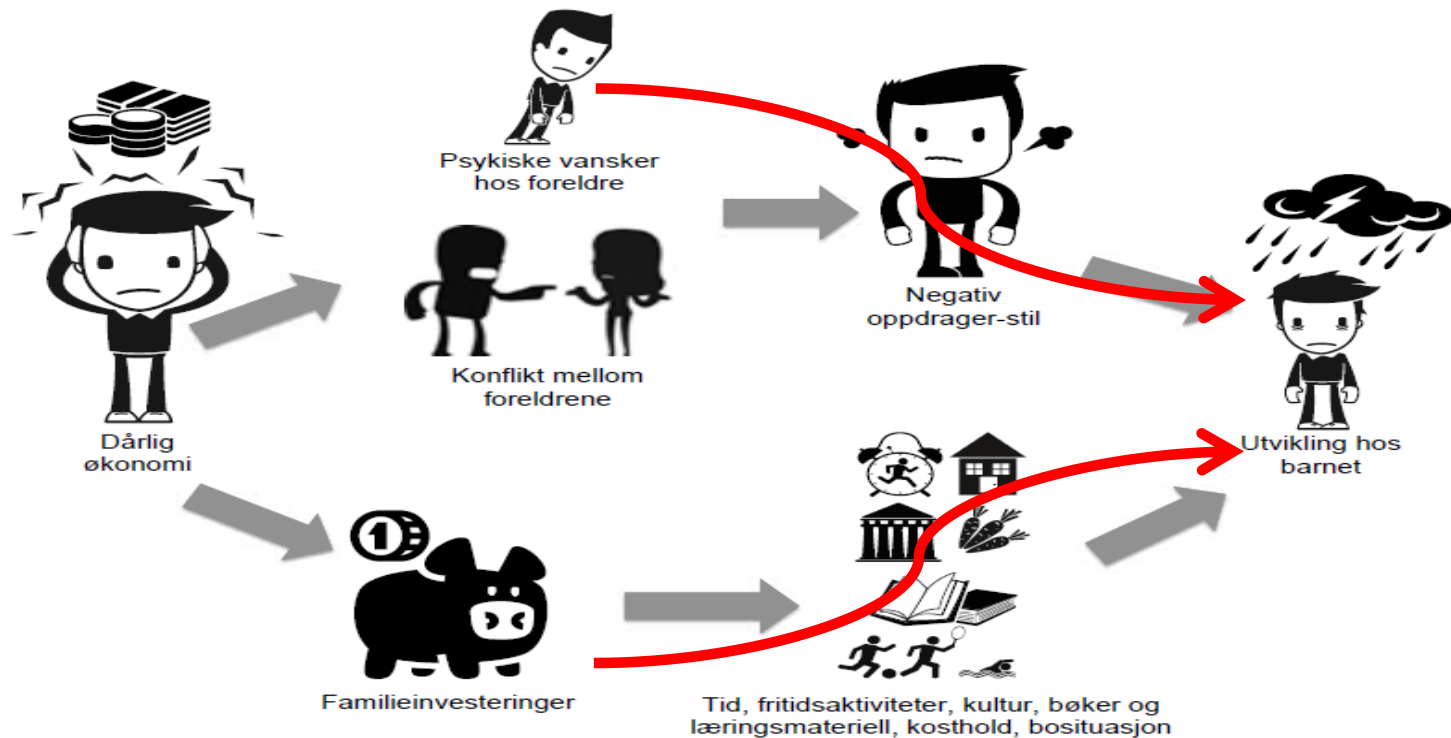 Psykiske vansker
hos foreldre
Negativ
oppdrager-stil
Konflikt mellom
foreldrene
Dårlig
økonomi
Utvikling hos
barnet
1
Familieinvesteringer
Tid, fritidsaktiviteter, kultur, bøker og
læringsmateriell, kosthold, bosituasjon